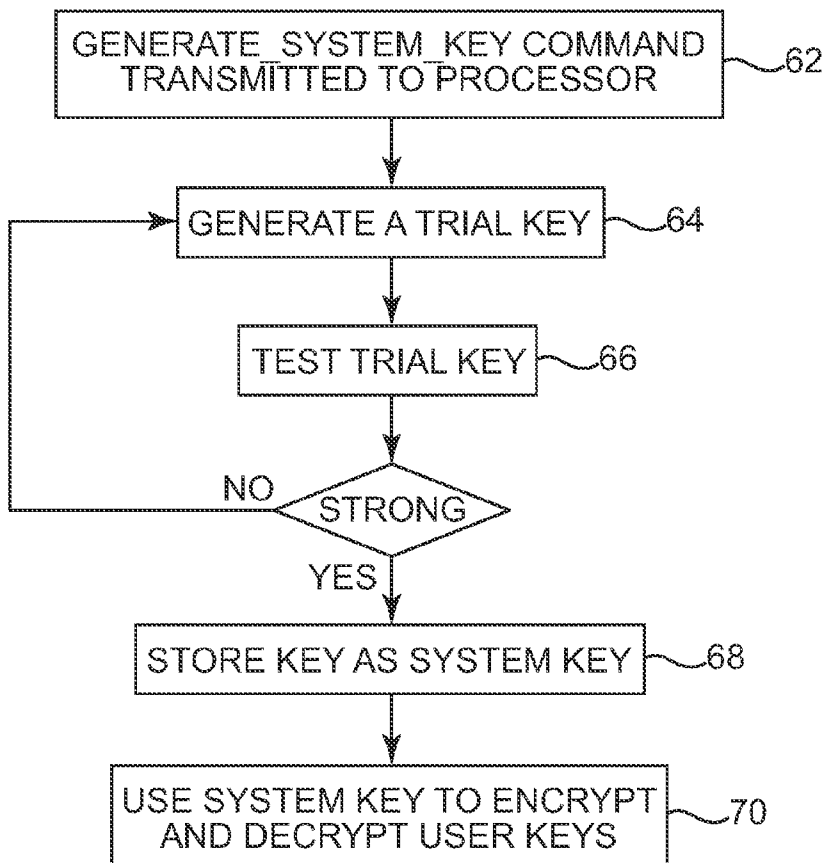 GENERATE_SYSTEM_KEY COMMAND
TRANSMITTED TO PROCESSOR
62
GENERATE A TRIAL KEY
64
TEST TRIAL KEY
66
NO
STRONG
YES
STORE KEY AS SYSTEM KEY
68
USE SYSTEM KEY TO ENCRYPT
AND DECRYPT USER KEYS
70